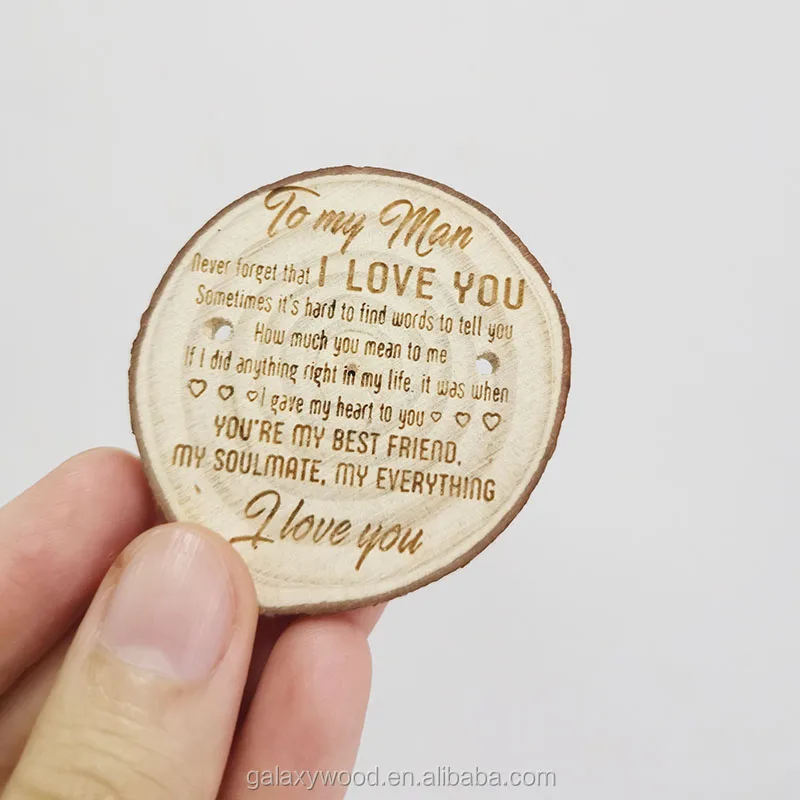 To my Man
Never forget that I LOVE YOU
Sometimes it's hard to find words to tell you
How much you mean to me
If I did anything right in my life. it was when
I gave my heart to you
YOU'RE MY BEST FRIEND,
MY SOULMATE, MY EVERYTHING
I love you
galaxywood.en.alibaba.com